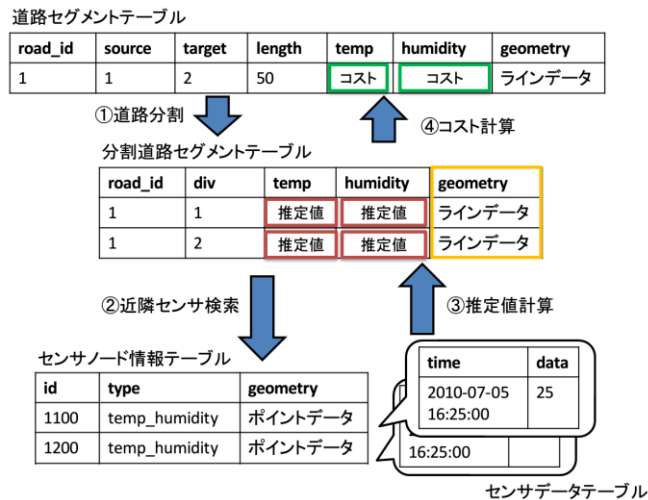 道路セグメントテーブル
road_id source target length temp humidity geometry
1 1 2 50 コスト コスト ラインデータ
①道路分割
④コスト計算
分割道路セグメントテーブル
road_id div temp humidity geometry
1 1 推定値 推定値 ラインデータ
1 2 推定値 推定値 ラインデータ
②近隣センサ検索
③推定値計算
センサノード情報テーブル
id type geometry
1100 temp_humidity ポイントデータ
1200 temp_humidity ポイントデータ
time data
2010-07-05 25
16:25:00
16:25:00
センサデータテーブル